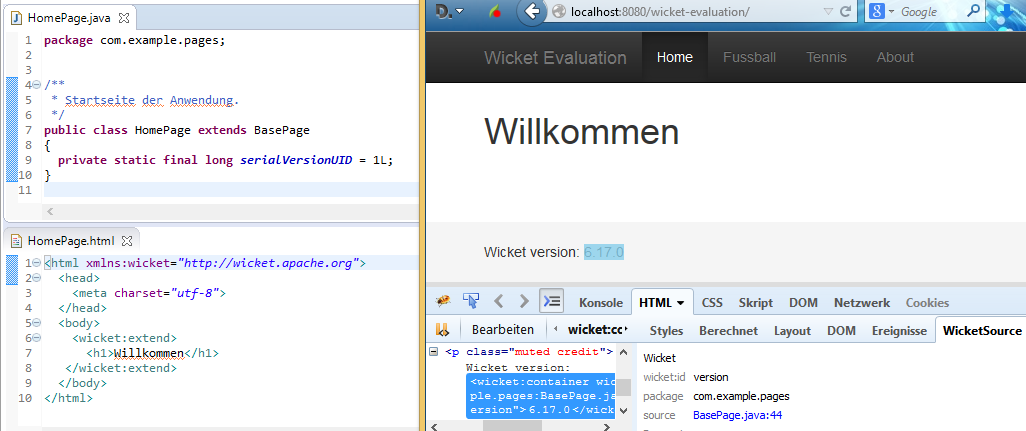 HomePage.java
1 package com.example.pages;
2
3
4 /**
5  * Startseite der Anwendung.
6  */
7 public class HomePage extends BasePage
8 {
9   private static final long serialVersionUID = 1L;
10 }
11
HomePage.html
1 <html xmlns:wicket="http://wicket.apache.org">
2   <head>
3     <meta charset="utf-8">
4   </head>
5   <body>
6     <wicket:extend>
7       <h1>Willkommen</h1>
8     </wicket:extend>
9   </body>
10 </html>
D.
localhost:8080/wicket-evaluation/
Google
Wicket Evaluation Home Fussball Tennis About
Willkommen
Wicket version: 6.17.0
Konsole HTML CSS Skript DOM Netzwerk Cookies
Bearbeiten wicket:cc Styles Berechnet Layout DOM Ereignisse WicketSource
<p class="muted credit">
Wicket version:
<wicket:container wic
ple.pages:BasePage.ja
ersion">6.17.0</wick
Wicket
wicket:id version
package com.example.pages
source BasePage.java:44